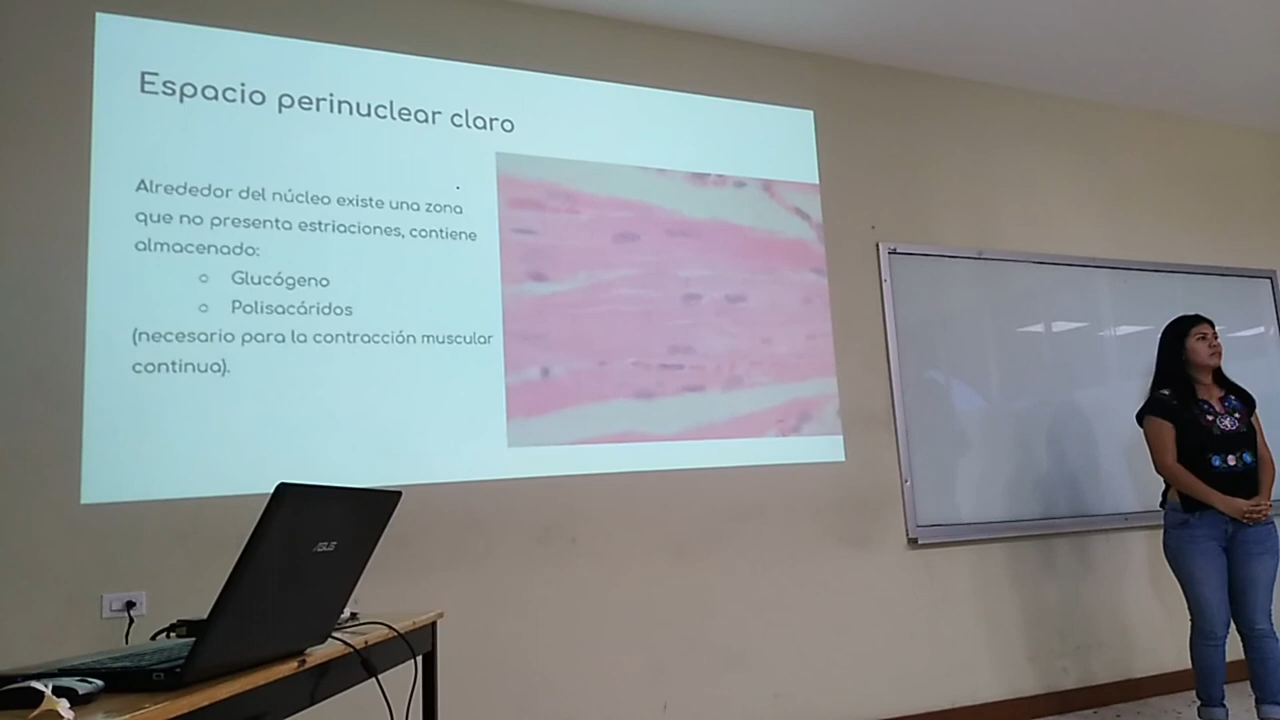 Espacio perinuclear claro
Alrededor del núcleo existe una zona
que no presenta estriaciones, contiene
almacenado:
○ Glucógeno
○ Polisacáridos
(necesario para la contracción muscular
continua).
ASUS